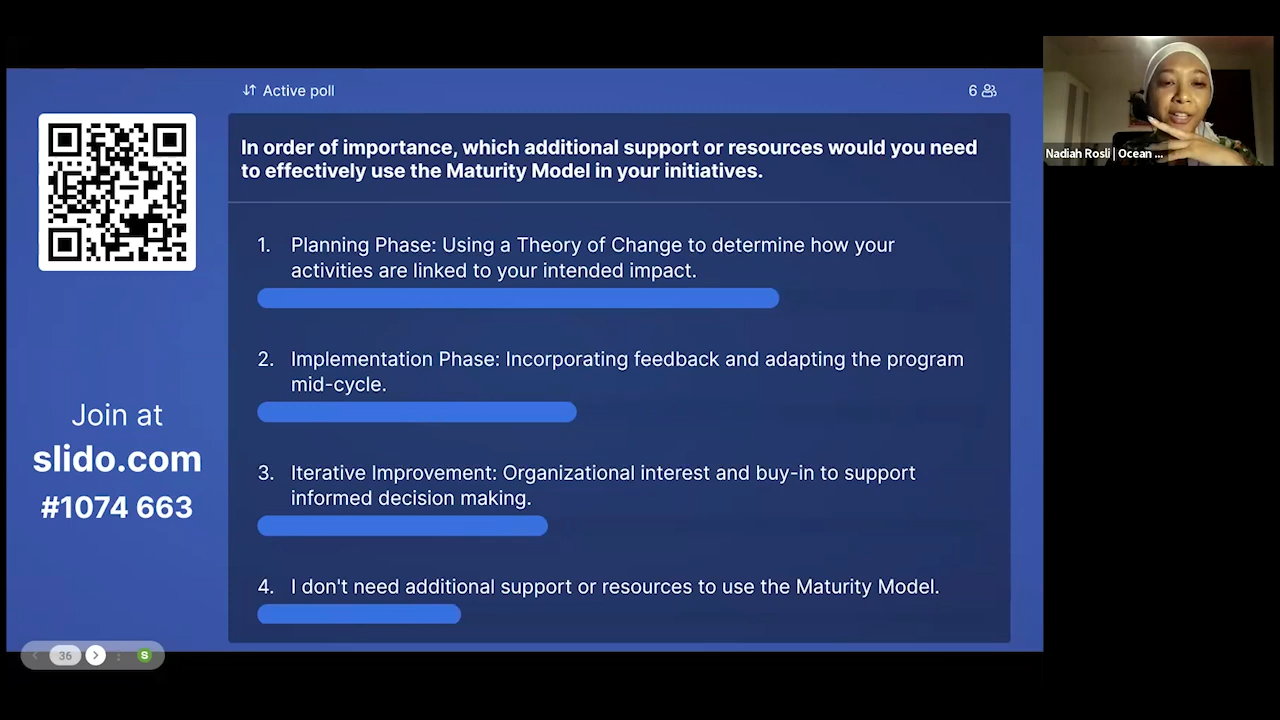 Active poll
6
In order of importance, which additional support or resources would you need
to effectively use the Maturity Model in your initiatives.
1. Planning Phase: Using a Theory of Change to determine how your
activities are linked to your intended impact.
2. Implementation Phase: Incorporating feedback and adapting the program
mid-cycle.
3. Iterative Improvement: Organizational interest and buy-in to support
informed decision making.
4. I don't need additional support or resources to use the Maturity Model.
Join at
slido.com
#1074 663
36
S
Nadiah Rosli | Ocean ...